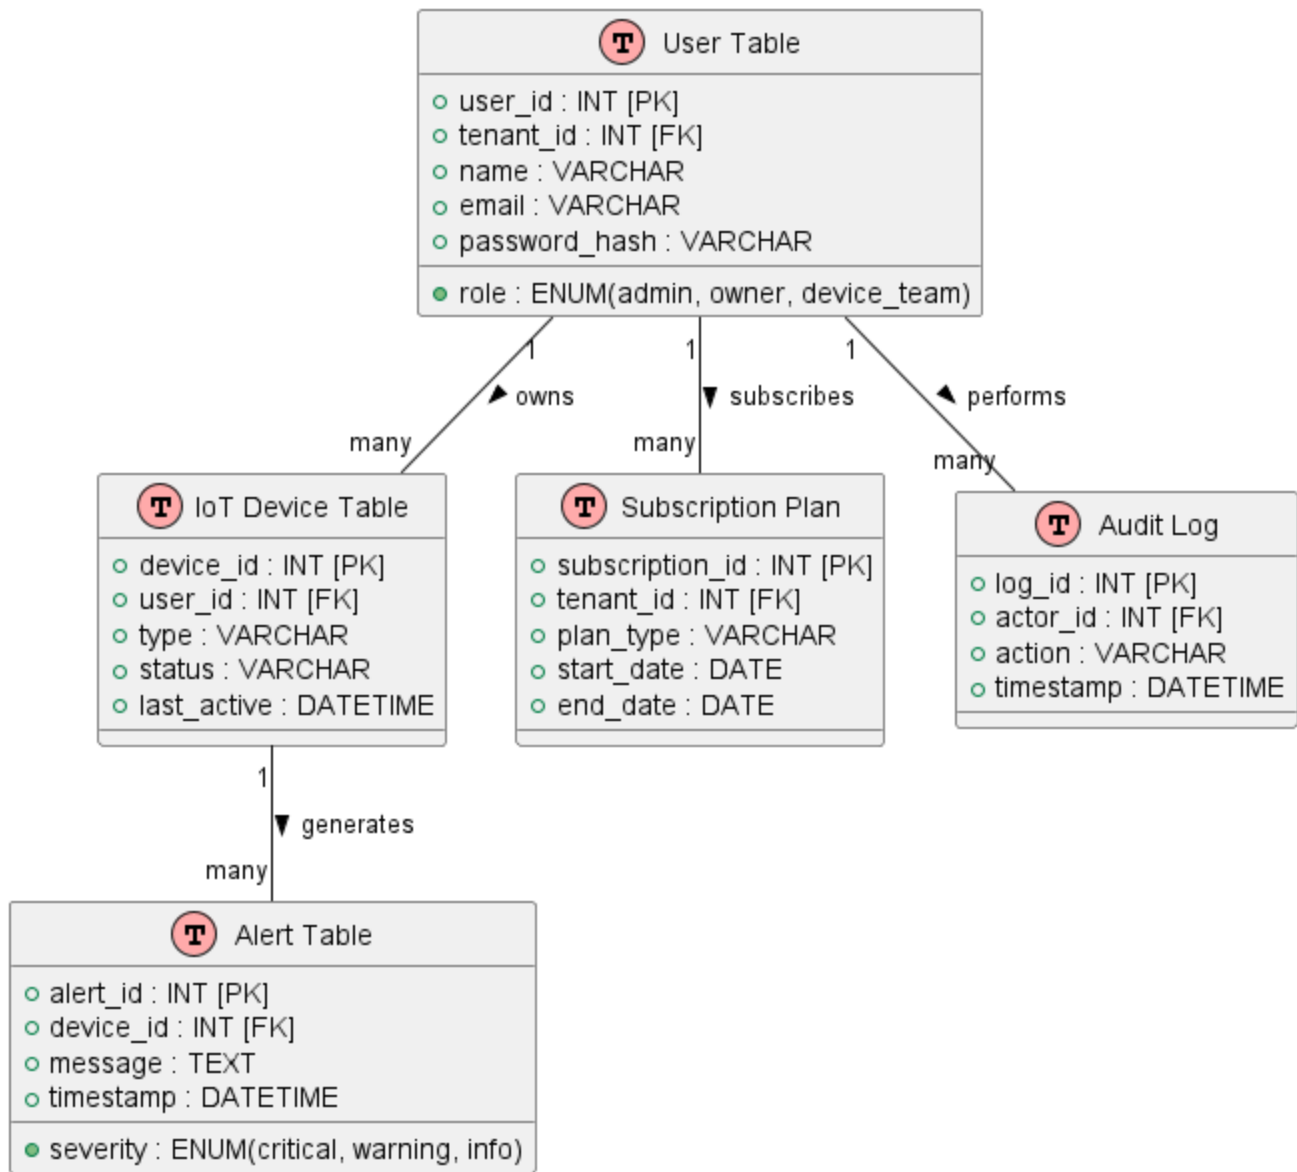 T User Table
user_id : INT [PK]
tenant_id : INT [FK]
name : VARCHAR
email : VARCHAR
password_hash : VARCHAR
role : ENUM(admin, owner, device_team)
1
1
1
owns
subscribes
performs
many
many
many
T IoT Device Table
device_id : INT [PK]
user_id : INT [FK]
type : VARCHAR
status : VARCHAR
last_active : DATETIME
T Subscription Plan
subscription_id : INT [PK]
tenant_id : INT [FK]
plan_type : VARCHAR
start_date : DATE
end_date : DATE
T Audit Log
log_id : INT [PK]
actor_id : INT [FK]
action : VARCHAR
timestamp : DATETIME
1
generates
many
T Alert Table
alert_id : INT [PK]
device_id : INT [FK]
message : TEXT
timestamp : DATETIME
severity : ENUM(critical, warning, info)